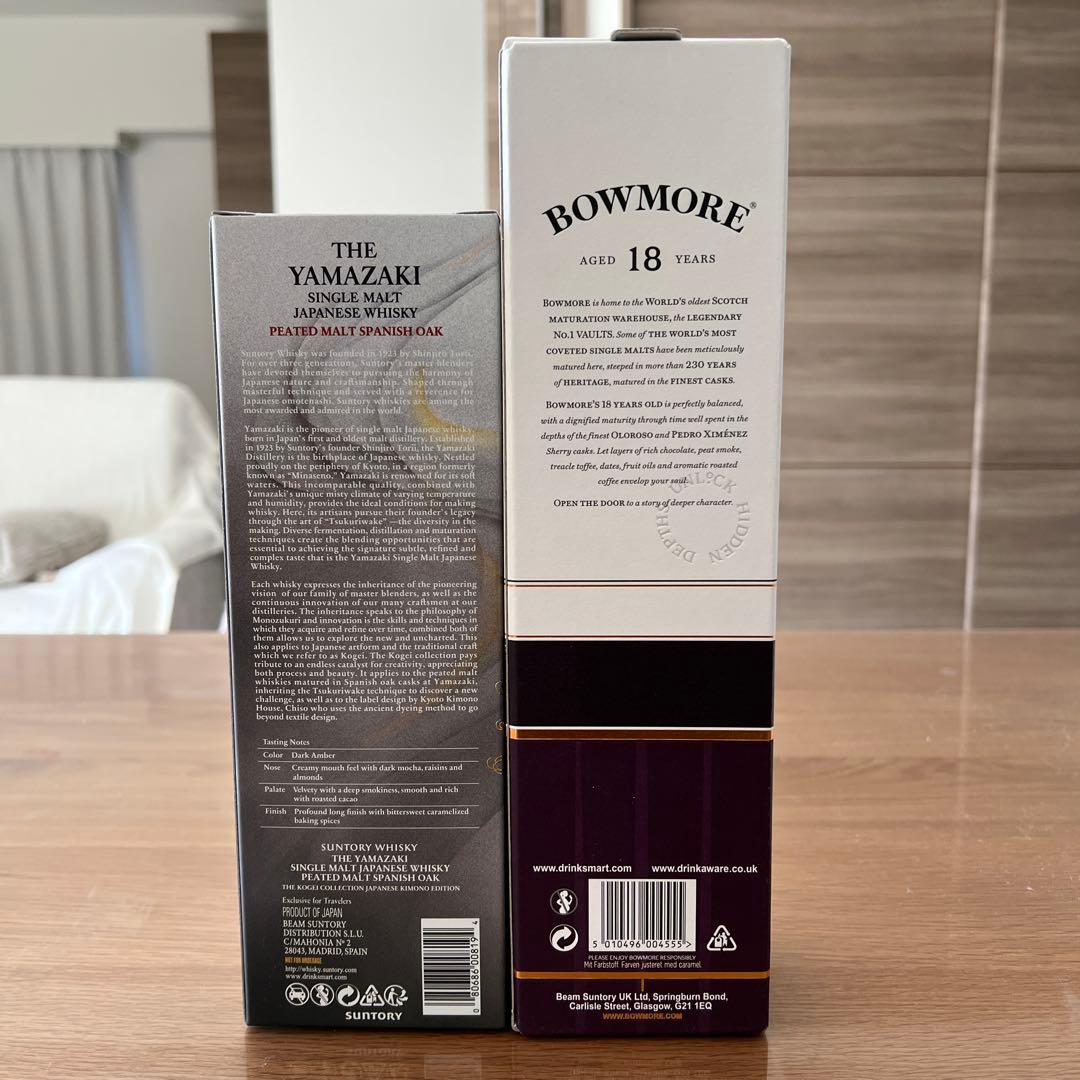 THE
YAMAZAKI
SINGLE MALT
JAPANESE WHISKY
PEATED MALT SPANISH OAK
Suntory Whisky was founded in 1923 by Shinjiro Torii.
For over three generations, Suntory's master blenders
have devoted themselves to pursuing the harmony of
Japanese nature and craftsmanship. Shaped through
masterful technique and served with a reverence for
Japanese omotenashi, Suntory whiskies are among the
most awarded and admired in the world.
Yamazaki is the pioneer of single malt Japanese whisky,
born in Japan's first and oldest malt distillery. Established
in 1923 by Suntory's founder Shinjiro Torii, the Yamazaki
Distillery is the birthplace of Japanese whisky. Nestled
proudly on the periphery of Kyoto, in a region formerly
known as "Minaseno," Yamazaki is renowned for its soft
waters. This incomparable quality, combined with
Yamazaki's unique misty climate of varying temperature
and humidity, provides the ideal conditions for making
whisky. Here, its artisans pursue their founder's legacy
through the art of "Tsukuriwake" —the diversity in the
making. Diverse fermentation, distillation and maturation
techniques create the blending opportunities that are
essential to achieving the signature subtle, refined and
complex taste that is the Yamazaki Single Malt Japanese
Whisky.
Each whisky expresses the inheritance of the pioneering
vision of our family of master blenders, as well as the
continuous innovation of our many craftsmen at our
distilleries. The inheritance speaks to the philosophy of
Monozukuri and innovation is the skills and techniques in
which they acquire and refine over time, combined both of
them allows us to explore the new and uncharted. This
also applies to Japanese artform and the traditional craft
which we refer to as Kogei. The Kogei collection pays
tribute to an endless catalyst for creativity, appreciating
both process and beauty. It applies to the peated malt
whiskies matured in Spanish oak casks at Yamazaki,
inheriting the Tsukuriwake technique to discover a new
challenge, as well as to the label design by Kyoto Kimono
House, Chiso who uses the ancient dyeing method to go
beyond textile design.
Tasting Notes
Color Dark Amber
Nose Creamy mouth feel with dark mocha, raisins and
almonds
Palate Velvety with a deep smokiness, smooth and rich
with roasted cacao
Finish Profound long finish with bittersweet caramelized
baking spices
SUNTORY WHISKY
THE YAMAZAKI
SINGLE MALT JAPANESE WHISKY
PEATED MALT SPANISH OAK
THE KOGEI COLLECTION JAPANESE KIMONO EDITION
Exclusive for Travelers
PRODUCT OF JAPAN
BEAM SUNTORY
DISTRIBUTION S.L.U.
C/MAHONIA Nº 2
28043, MADRID, SPAIN
NOT FOR UNDERAGE
http://whisky.suntory.com
www.drinksmart.com
SUNTORY
0 80686 00819 4
BOWMORE®
AGED 18 YEARS
BOWMORE is home to the WORLD'S oldest SCOTCH
MATURATION WAREHOUSE, the LEGENDARY
No.1 VAULTS. Some of THE WORLD'S MOST
COVETED SINGLE MALTS have been meticulously
matured here, steeped in more than 230 YEARS
of HERITAGE, matured in the FINEST CASKS.
BOWMORE'S 18 YEARS OLD is perfectly balanced,
with a dignified maturity through time well spent in the
depths of the finest OLOROSO and PEDRO XIMÉNEZ
Sherry casks. Let layers of rich chocolate, peat smoke,
treacle toffee, dates, fruit oils and aromatic roasted
coffee envelop your soul.
OPEN THE DOOR to a story of deeper character.
UNLOCK HIDDEN DEPTHS
www.drinksmart.com www.drinkaware.co.uk
5 010496 004555 >
PLEASE ENJOY BOWMORE RESPONSIBLY
Mit Farbstoff. Farven justeret med caramel.
Beam Suntory UK Ltd, Springburn Bond,
Carlisle Street, Glasgow, G21 1EQ
WWW.BOWMORE.COM